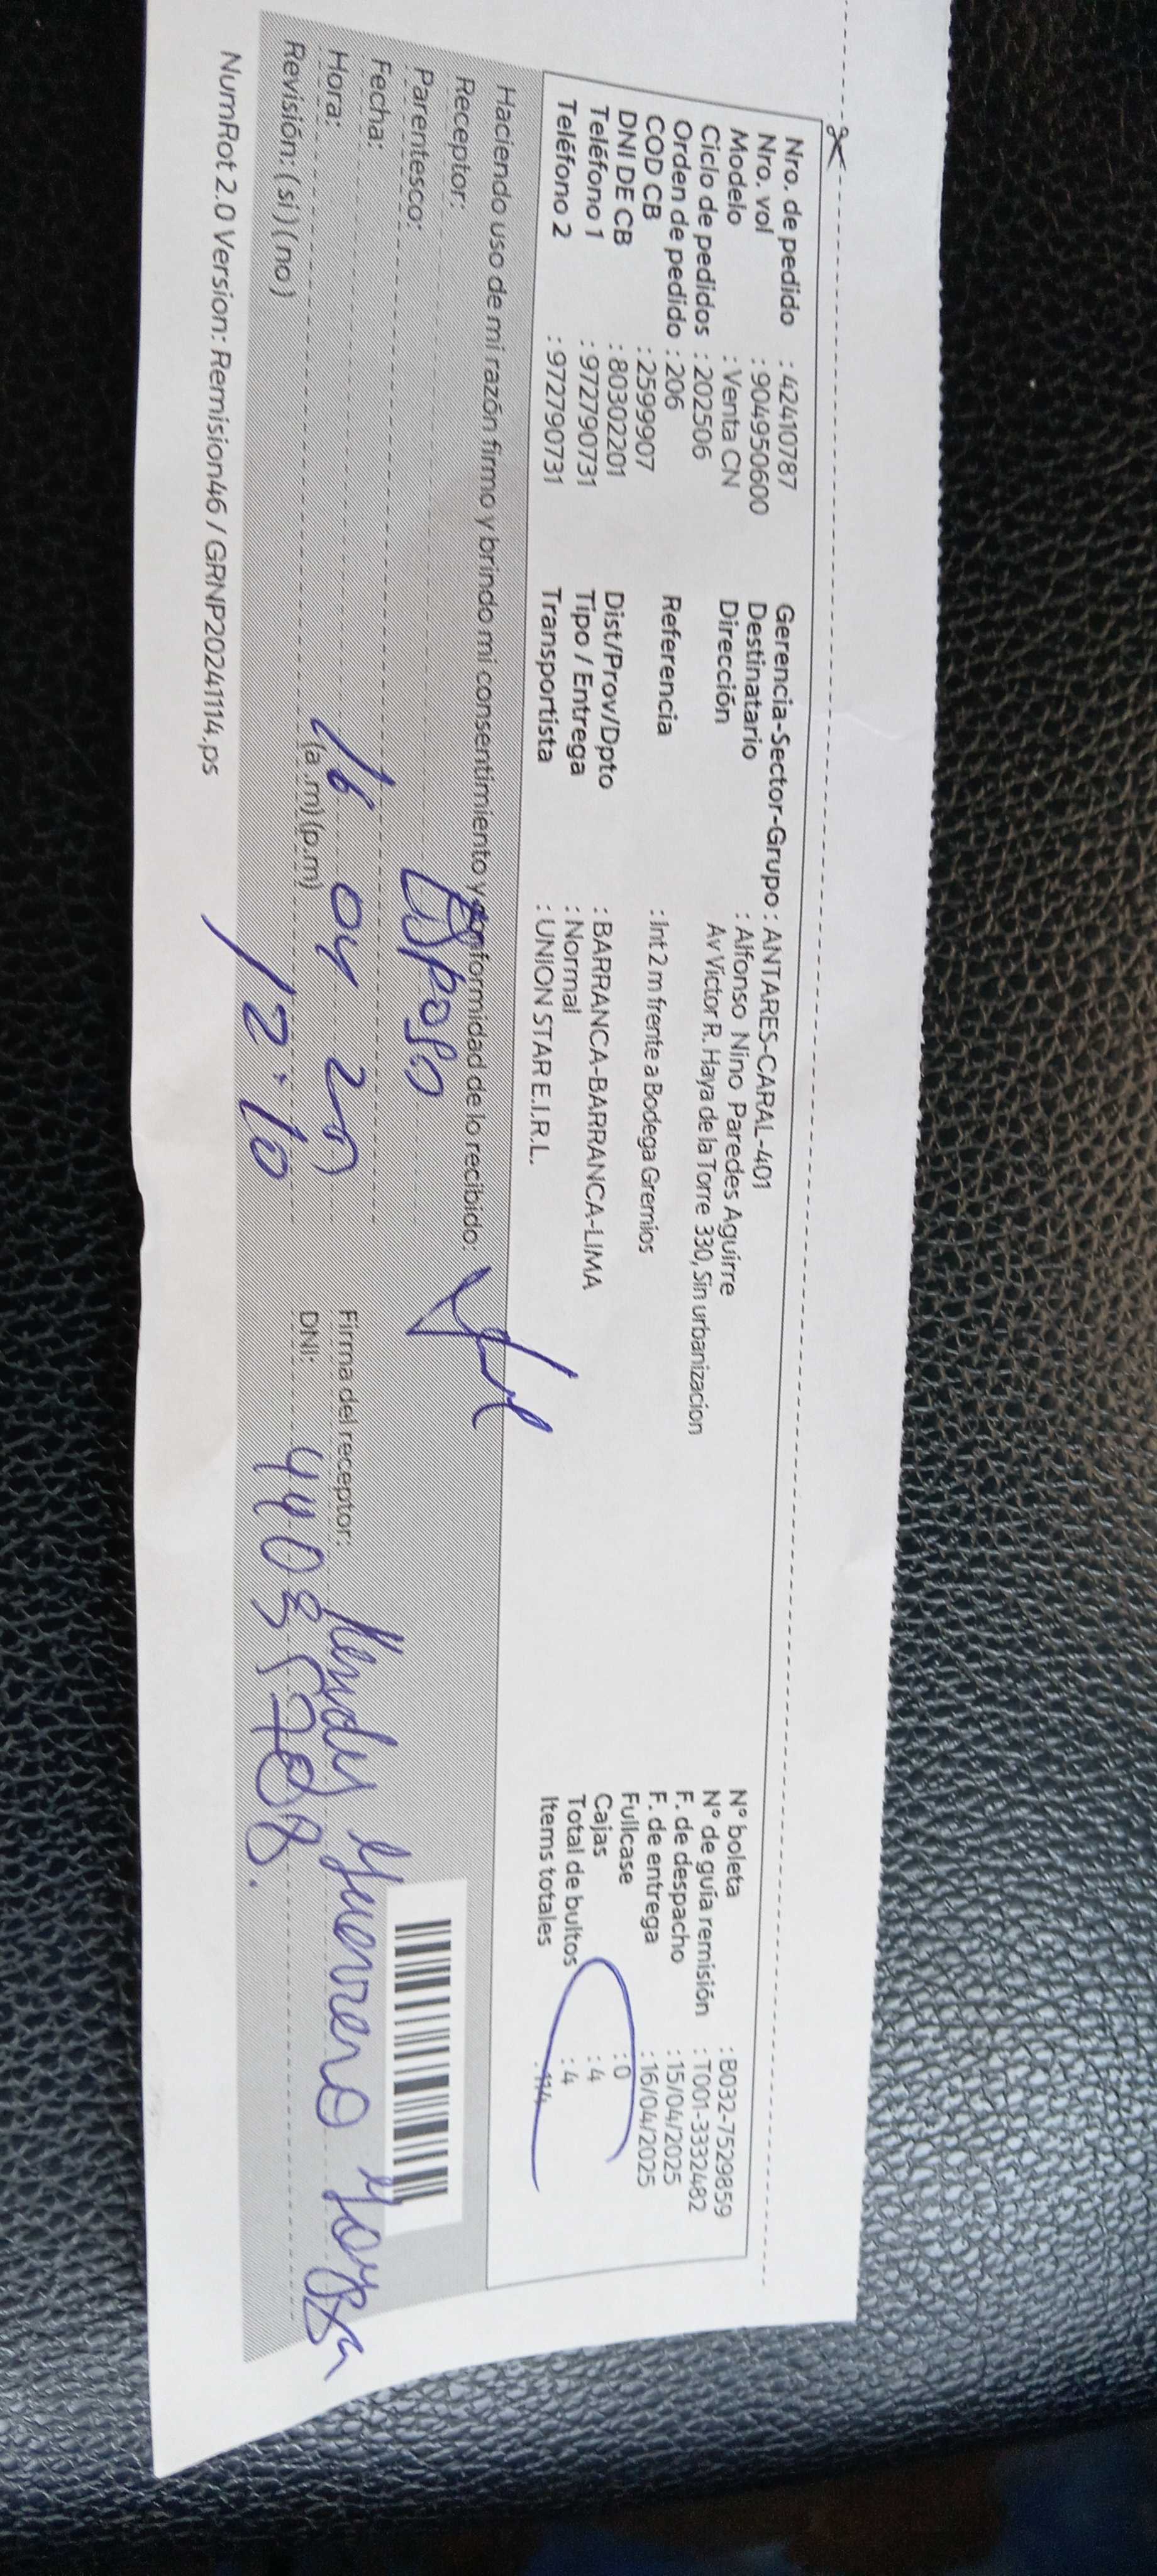 Nro. de pedido : 42410787
Nro. vol : 904950600
Modelo : Venta CN
Ciclo de pedidos : 202506
Orden de pedido : 206
COD CB : 2599907
DNI DE CB : 80302201
Teléfono 1 : 972790731
Teléfono 2 : 972790731
Gerencia-Sector-Grupo : ANTARES-CARAL-401
Destinatario : Alfonso Nino Paredes Aguirre
Dirección Av Victor R. Haya de la Torre 330, Sin urbanizacion
Referencia : Int 2 m frente a Bodega Gremios
Dist/Prov/Dpto : BARRANCA-BARRANCA-LIMA
Tipo / Entrega : Normal
Transportista : UNION STAR E.I.R.L.
N° boleta : B032-7529859
N° de guía remisión : T001-3332482
F. de despacho : 15/04/2025
F. de entrega : 16/04/2025
Fullcase : 0
Cajas : 4
Total de bultos : 4
Items totales : 114
Haciendo uso de mi razón firmo y brindo mi consentimiento y conformidad de lo recibido:
Receptor:
Parentesco: Esposo
Fecha: 16 04 25
Hora: (a .m) (p.m) 12:10
Revisión: (si) (no)
Firma del receptor:
DNI:
NumRot 2.0 Version: Remision46 / GRNP20241114.ps